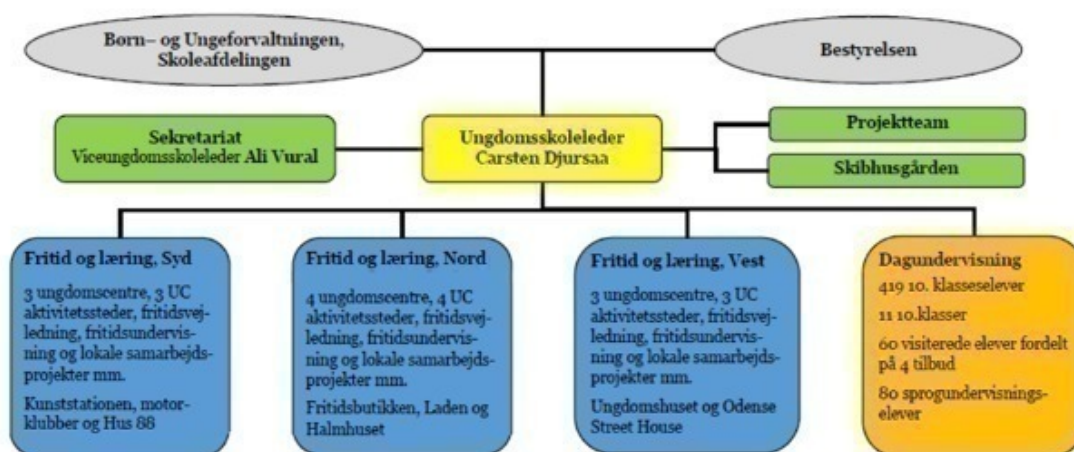 Børn– og Ungeforvaltningen,
Skoleafdelingen
Bestyrelsen
Sekretariat
Viceungdomsskoleleder Ali Vural
Ungdomsskoleleder
Carsten Djursaa
Projektteam
Skibhusgården
Fritid og læring, Syd
3 ungdomscentre, 3 UC
aktivitetssteder, fritidsvej-
ledning, fritidsundervis-
ning og lokale samarbejds-
projekter mm.
Kunststationen, motor-
klubber og Hus 88
Fritid og læring, Nord
4 ungdomscentre, 4 UC
aktivitetssteder, fritidsvej-
ledning, fritidsundervis-
ning og lokale samarbejds-
projekter mm.
Fritidsbutikken, Laden og
Halmhuset
Fritid og læring, Vest
3 ungdomscentre, 3 UC
aktivitetssteder, fritidsvej-
ledning, fritidsundervis-
ning og lokale samarbejds-
projekter mm.
Ungdomshuset og Odense
Street House
Dagundervisning
419 10. klasseselever
11 10.klasser
60 visiterede elever fordelt
på 4 tilbud
80 sprogundervisnings-
elever